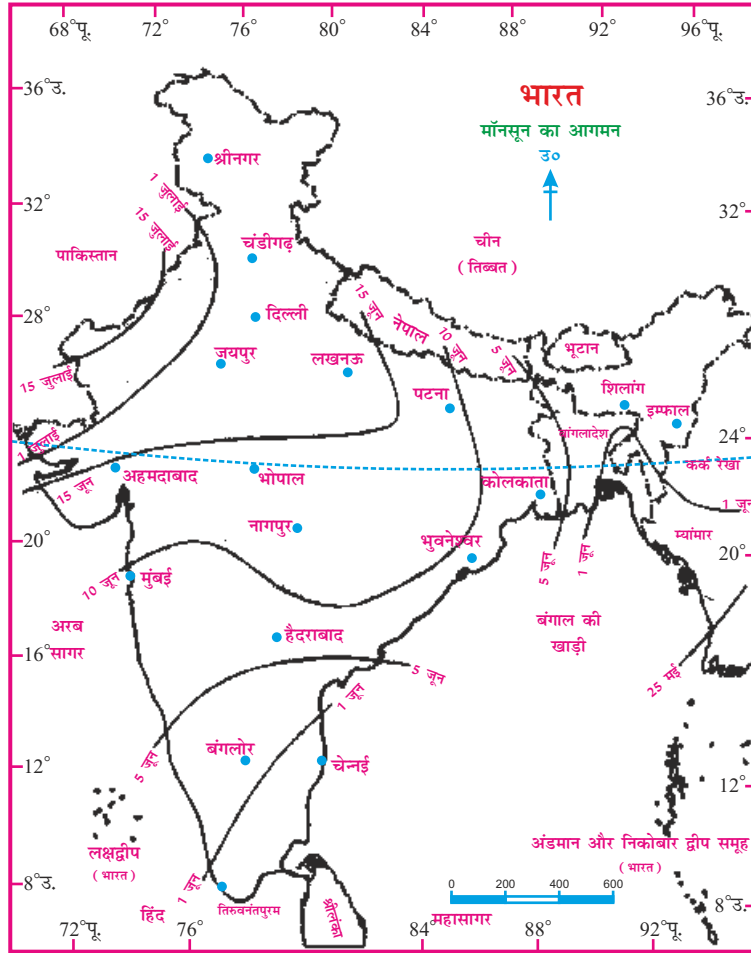 68°पू.
72°
76°
80°
84°
88°
92°
96°पू.
36°उ.
36°उ.
भारत
मॉनसून का आगमन
उ०
श्रीनगर
1 जुलाई
15 जुलाई
32°
32°
पाकिस्तान
चंडीगढ़
चीन
(तिब्बत)
28°
28°
दिल्ली
15 जून
नेपाल
10 जून
5 जून
भूटान
जयपुर
लखनऊ
15 जुलाई
पटना
शिलांग
इम्फाल
बांगलादेश
24°
1 जुलाई
15 जून
अहमदाबाद
भोपाल
कोलकाता
कर्क रेखा
1 जून
नागपुर
भुवनेश्वर
म्यांमार
20°
20°
5 जून
1 जून
10 जून
मुंबई
अरब
सागर
हैदराबाद
बंगाल की
खाड़ी
16°
16°
5 जून
25 मई
1 जून
5 जून
बंगलोर
चेन्नई
12°
12°
लक्षद्वीप
(भारत)
अंडमान और निकोबार द्वीप समूह
(भारत)
8°उ.
8°उ.
1 जून
हिंद
तिरुवनंतपुरम
श्रीलंका
महासागर
0 200 400 600
72°पू.
76°
84°
88°
92°पू.